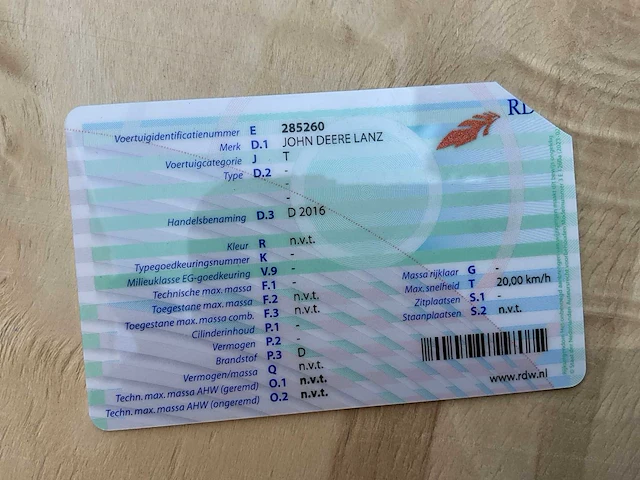 RD
Voertuigidentificatienummer E 285260
Merk D.1 JOHN DEERE LANZ
Voertuigcategorie J T
Type D.2 -
-
-
Handelsbenaming D.3 D 2016
Kleur R n.v.t.
Typegoedkeuringsnummer K -
Milieuklasse EG-goedkeuring V.9 -
Technische max. massa F.1 -
Toegestane max. massa F.2 n.v.t.
Toegestane max. massa comb. F.3 n.v.t.
Cilinderinhoud P.1 -
Vermogen P.2 -
Brandstof P.3 D
Vermogen/massa Q n.v.t.
Techn. max. massa AHW (geremd) O.1 n.v.t.
Techn. max. massa AHW (ongeremd) O.2 n.v.t.
Massa rijklaar G -
Max. snelheid T 20,00 km/h
Zitplaatsen S.1 -
Staanplaatsen S.2 n.v.t.
www.rdw.nl